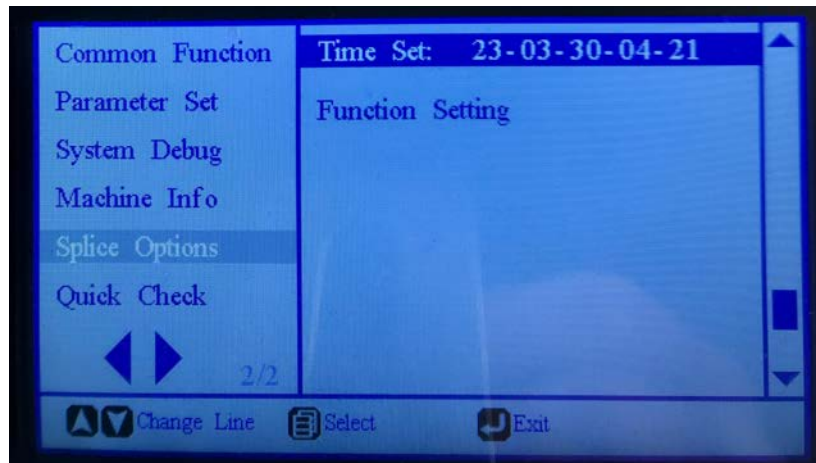 Common Function
Parameter Set
System Debug
Machine Info
Splice Options
Quick Check
2/2
Time Set: 23-03-30-04-21
Function Setting
Change Line
Select
Exit